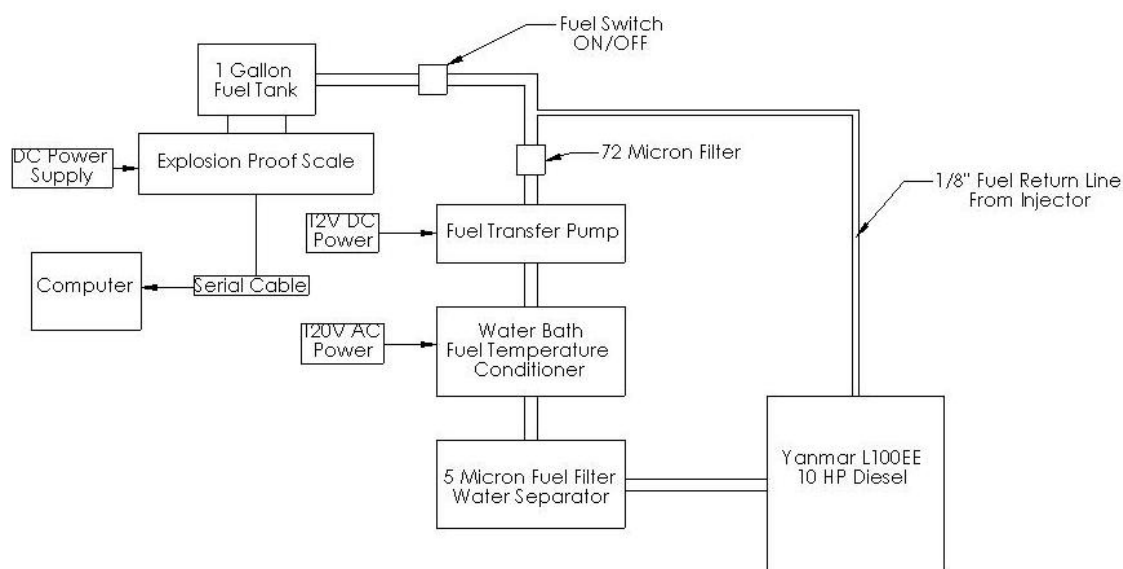 Fuel Switch
ON/OFF
1 Gallon
Fuel Tank
72 Micron Filter
DC Power
Supply
Explosion Proof Scale
1/8" Fuel Return Line
From Injector
12V DC
Power
Fuel Transfer Pump
Computer
Serial Cable
120V AC
Power
Water Bath
Fuel Temperature
Conditioner
5 Micron Fuel Filter
Water Separator
Yanmar L100EE
10 HP Diesel